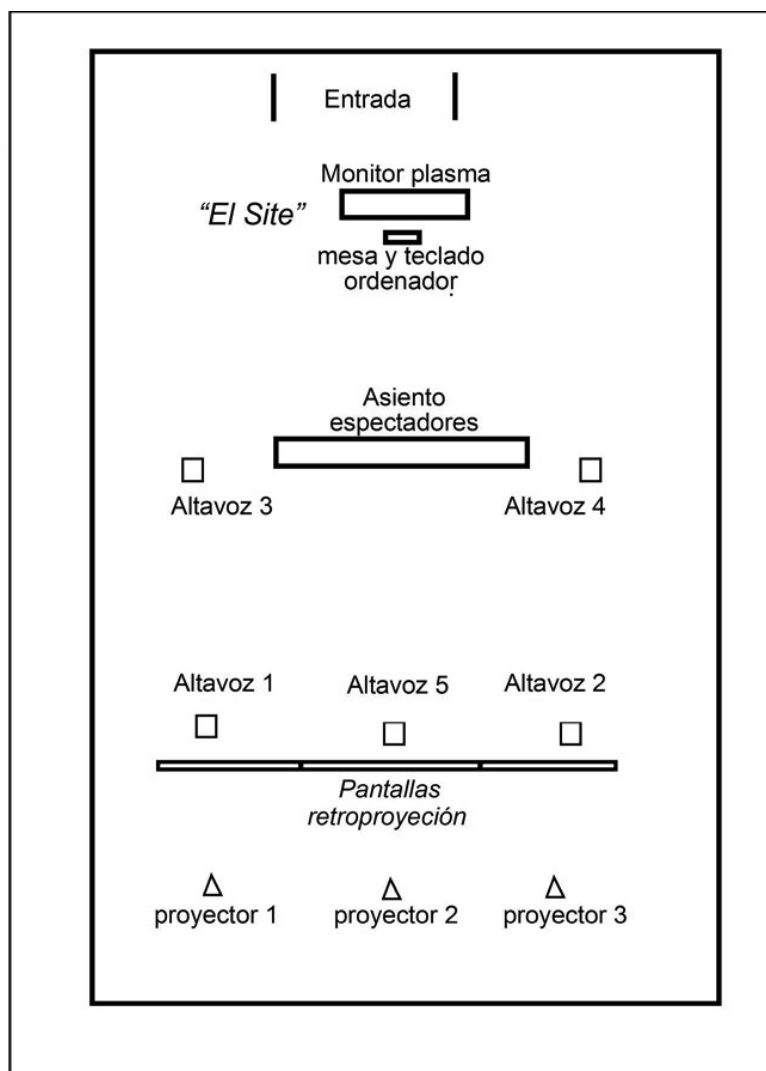 Entrada
Monitor plasma
“El Site”
mesa y teclado
ordenador
Asiento
espectadores
Altavoz 3
Altavoz 4
Altavoz 1
Altavoz 5
Altavoz 2
Pantallas
retroproyeción
proyector 1
proyector 2
proyector 3